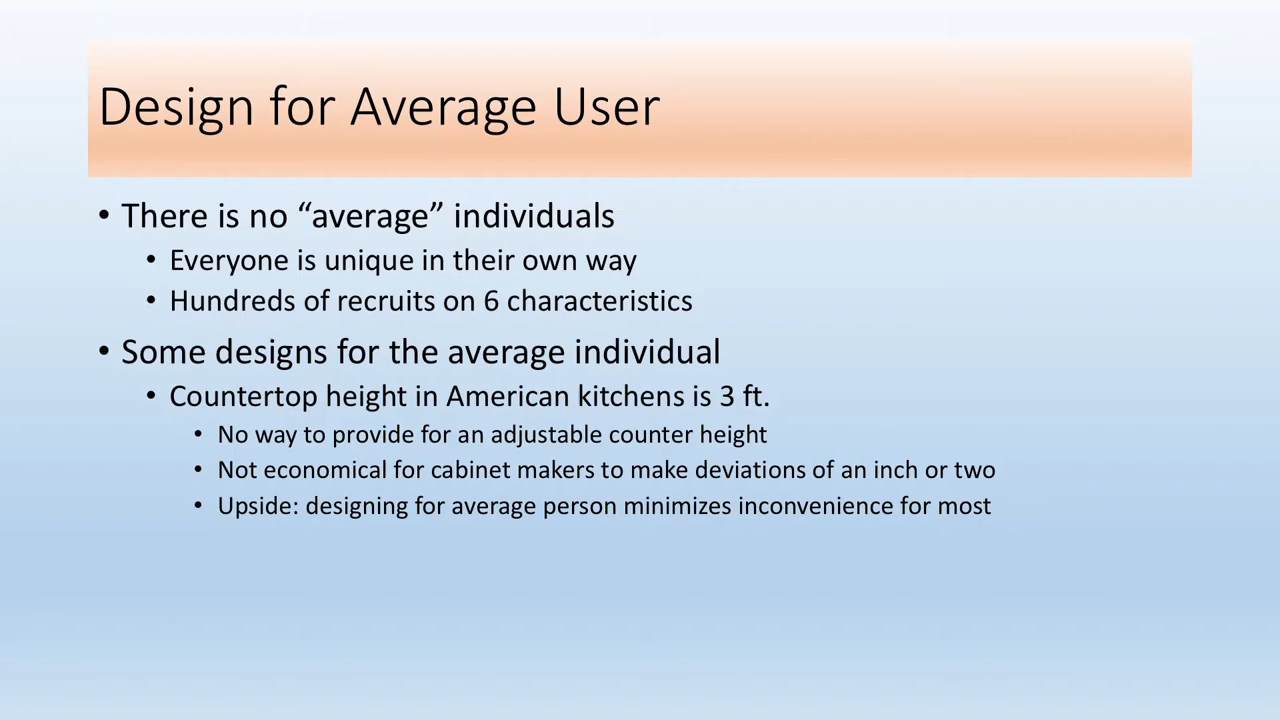 Design for Average User
• There is no “average” individuals
• Everyone is unique in their own way
• Hundreds of recruits on 6 characteristics
• Some designs for the average individual
• Countertop height in American kitchens is 3 ft.
• No way to provide for an adjustable counter height
• Not economical for cabinet makers to make deviations of an inch or two
• Upside: designing for average person minimizes inconvenience for most